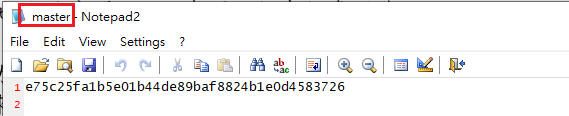 master - Notepad2
File Edit View Settings ?
1 e75c25fa1b5e01b44de89baf8824b1e0d4583726
2